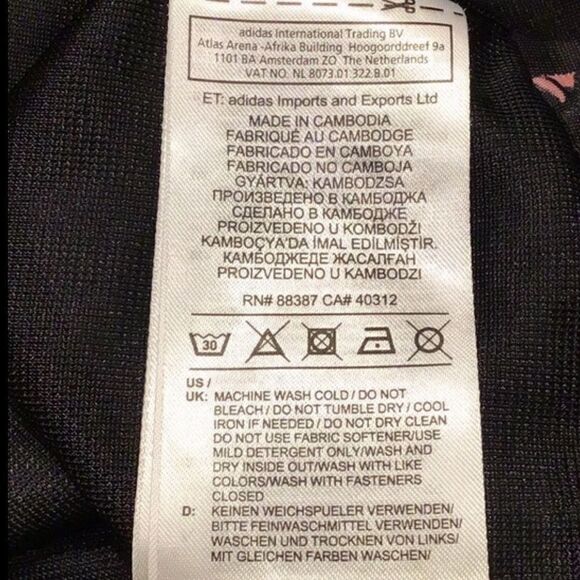 adidas International Trading BV
Atlas Arena -Afrika Building Hoogoorddreef 9a
1101 BA Amsterdam ZO The Netherlands
VAT NO. NL 8073.01.322.B.01
ET: adidas Imports and Exports Ltd
MADE IN CAMBODIA
FABRIQUÉ AU CAMBODGE
FABRICADO EN CAMBOYA
FABRICADO NO CAMBOJA
GYÁRTVA: KAMBODZSA
ПРОИЗВЕДЕНО В КАМБОДЖА
СДЕЛАНО В КАМБОДЖЕ
PROIZVEDENO U KOMBODŽI
KAMBOÇYA'DA İMAL EDİLMİŞTİR.
КАМБОДЖЕДЕ ЖАСАЛҒАН
PROIZVEDENO U KAMBODZI
RN# 88387 CA# 40312
30
US /
UK: MACHINE WASH COLD / DO NOT
BLEACH / DO NOT TUMBLE DRY / COOL
IRON IF NEEDED / DO NOT DRY CLEAN
DO NOT USE FABRIC SOFTENER/USE
MILD DETERGENT ONLY/WASH AND
DRY INSIDE OUT/WASH WITH LIKE
COLORS/WASH WITH FASTENERS
CLOSED
D: KEINEN WEICHSPUELER VERWENDEN/
BITTE FEINWASCHMITTEL VERWENDEN/
WASCHEN UND TROCKNEN VON LINKS/
MIT GLEICHEN FARBEN WASCHEN/